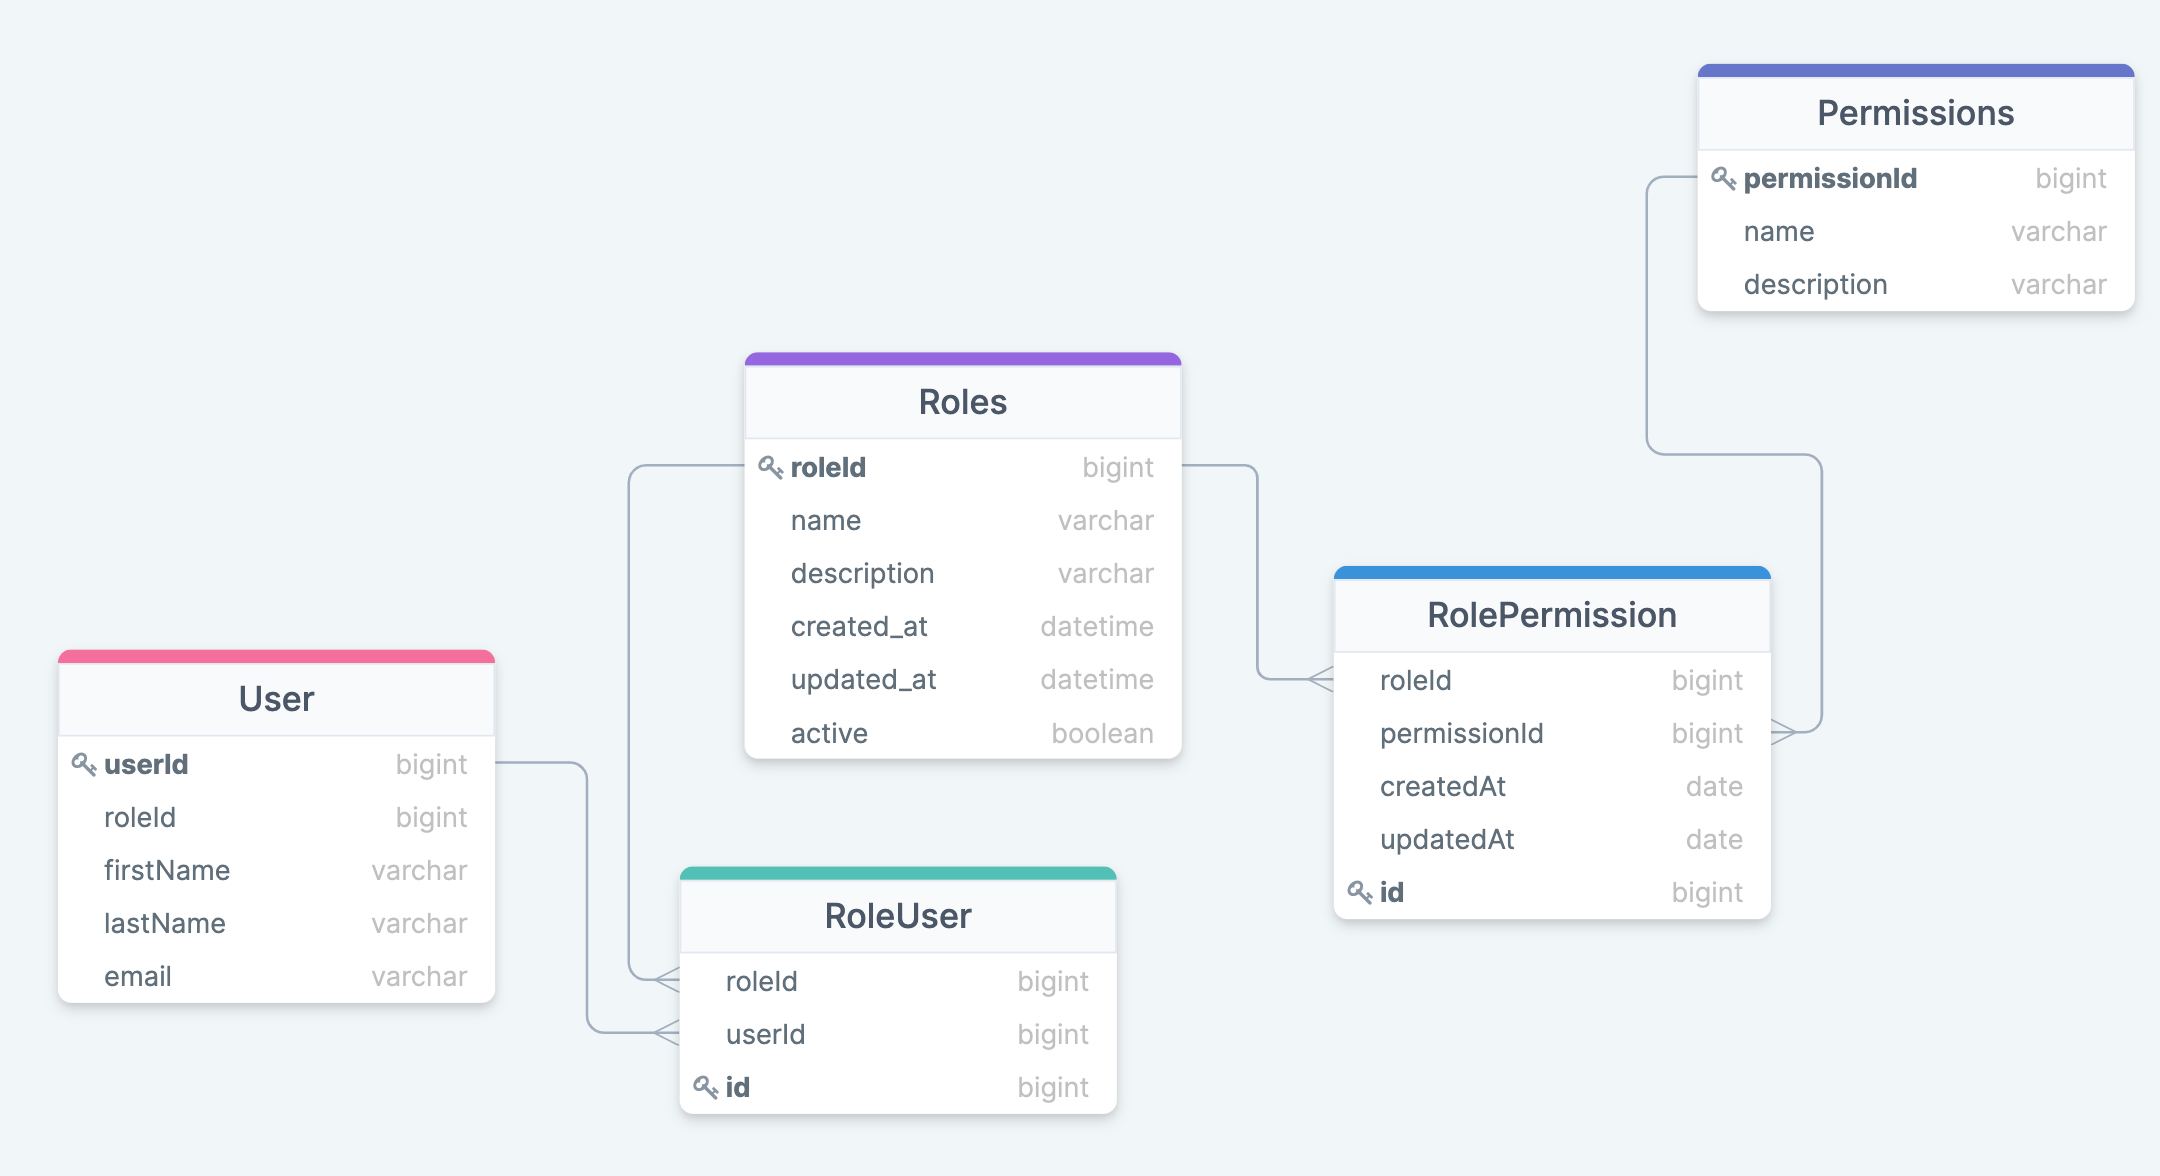 Permissions
permissionId bigint
name varchar
description varchar
Roles
roleId bigint
name varchar
description varchar
created_at datetime
updated_at datetime
active boolean
RolePermission
roleId bigint
permissionId bigint
createdAt date
updatedAt date
id bigint
User
userId bigint
roleId bigint
firstName varchar
lastName varchar
email varchar
RoleUser
roleId bigint
userId bigint
id bigint